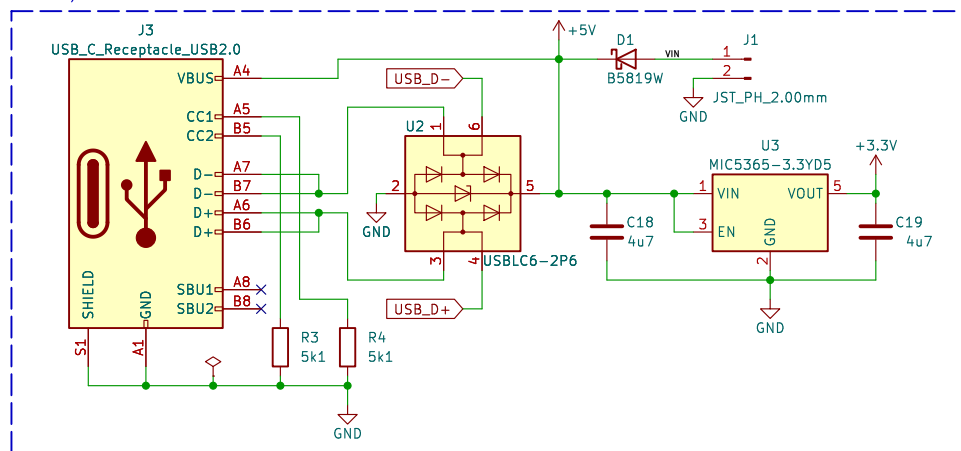 J3
USB_C_Receptacle_USB2.0
VBUS A4
CC1 A5
CC2 B5
D- A7
D- B7
D+ A6
D+ B6
SBU1 A8
SBU2 B8
SHIELD
GND
S1
A1
R3
5k1
R4
5k1
GND
USB_D-
U2
1
6
2
5
3
4
USBLC6-2P6
GND
USB_D+
+5V
D1
B5819W
VIN
J1
1
2
JST_PH_2.00mm
GND
U3
MIC5365-3.3YD5
1 VIN
VOUT 5
3 EN
GND
2
+3.3V
C18
4u7
C19
4u7
GND